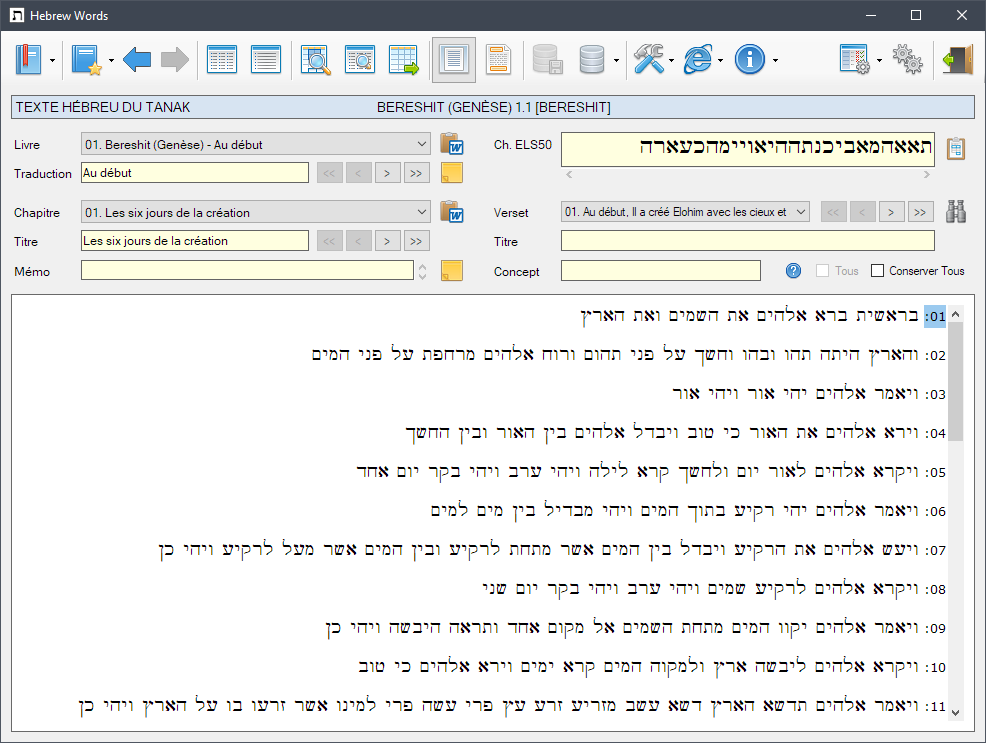 Hebrew Words
TEXTE HÉBREU DU TANAK BERESHIT (GENÈSE) 1.1 [BERESHIT]
Livre 01. Bereshit (Genèse) - Au début Ch. ELS50 תאאהמאביכנתההיאויימהכעארה
Traduction Au début << < > >>
Chapitre 01. Les six jours de la création Verset 01. Au début, Il a créé Elohim avec les cieux et << < > >>
Titre Les six jours de la création << < > >> Titre
Mémo Concept Tous Conserver Tous
01: בראשית ברא אלהים את השמים ואת הארץ
02: והארץ היתה תהו ובהו וחשך על פני תהום ורוח אלהים מרחפת על פני המים
03: ויאמר אלהים יהי אור ויהי אור
04: וירא אלהים את האור כי טוב ויבדל אלהים בין האור ובין החשך
05: ויקרא אלהים לאור יום ולחשך קרא לילה ויהי ערב ויהי בקר יום אחד
06: ויאמר אלהים יהי רקיע בתוך המים ויהי מבדיל בין מים למים
07: ויעש אלהים את הרקיע ויבדל בין המים אשר מתחת לרקיע ובין המים אשר מעל לרקיע ויהי כן
08: ויקרא אלהים לרקיע שמים ויהי ערב ויהי בקר יום שני
09: ויאמר אלהים יקוו המים מתחת השמים אל מקום אחד ותראה היבשה ויהי כן
10: ויקרא אלהים ליבשה ארץ ולמקוה המים קרא ימים וירא אלהים כי טוב
11: ויאמר אלהים תדשא הארץ דשא עשב מזריע זרע עץ פרי עשה פרי למינו אשר זרעו בו על הארץ ויהי כן